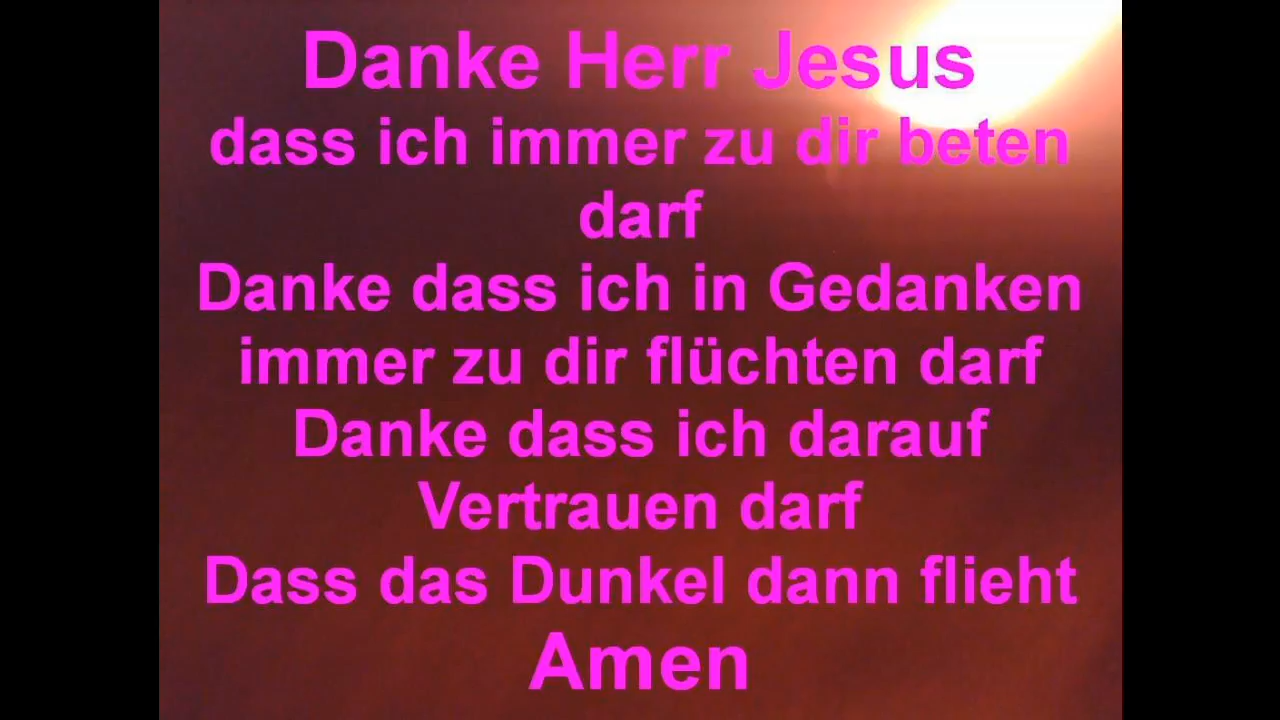 Danke Herr Jesus
dass ich immer zu dir beten
darf
Danke dass ich in Gedanken
immer zu dir flüchten darf
Danke dass ich darauf
Vertrauen darf
Dass das Dunkel dann flieht
Amen